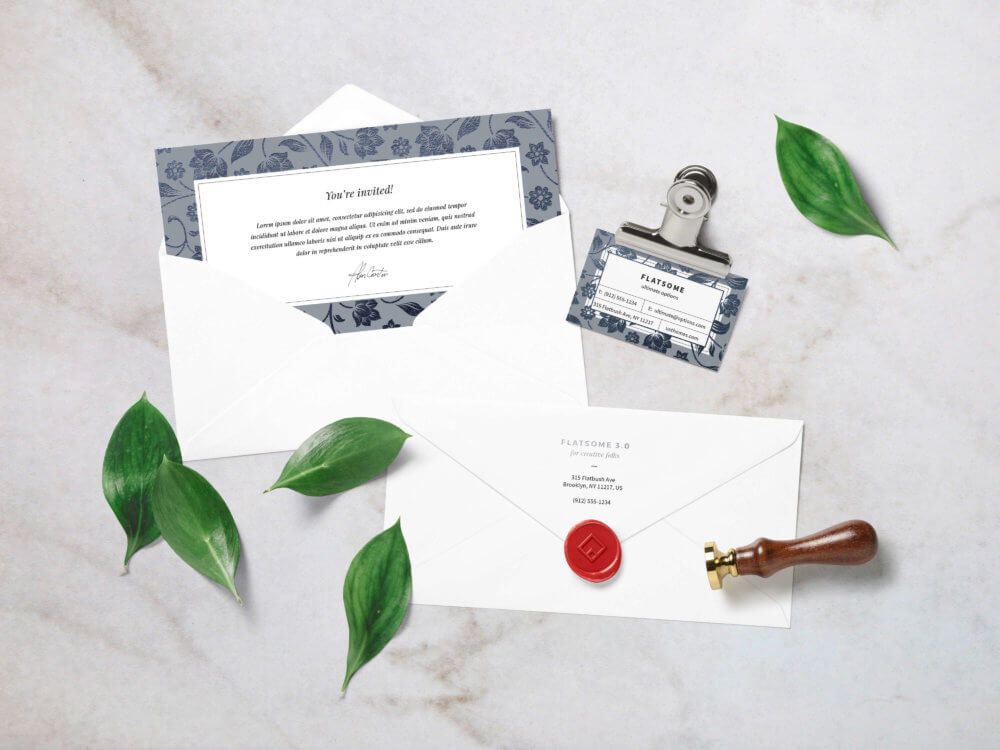 You're invited!
Lorem ipsum dolor sit amet, consectetur adipisicing elit, sed do eiusmod tempor
incididunt ut labore et dolore magna aliqua. Ut enim ad minim veniam, quis nostrud
exercitation ullamco laboris nisi ut aliquip ex ea commodo consequat. Duis aute irure
dolor in reprehenderit in voluptate velit esse cillum.
FLATSOME
ultimate options
T: (912) 555-1234
E: ultimate@options.com
315 Flatbush Ave, NY 11217
uxthemes.com
FLATSOME 3.0
for creative folks
315 Flatbush Ave
Brooklyn, NY 11217, US
(912) 555-1234